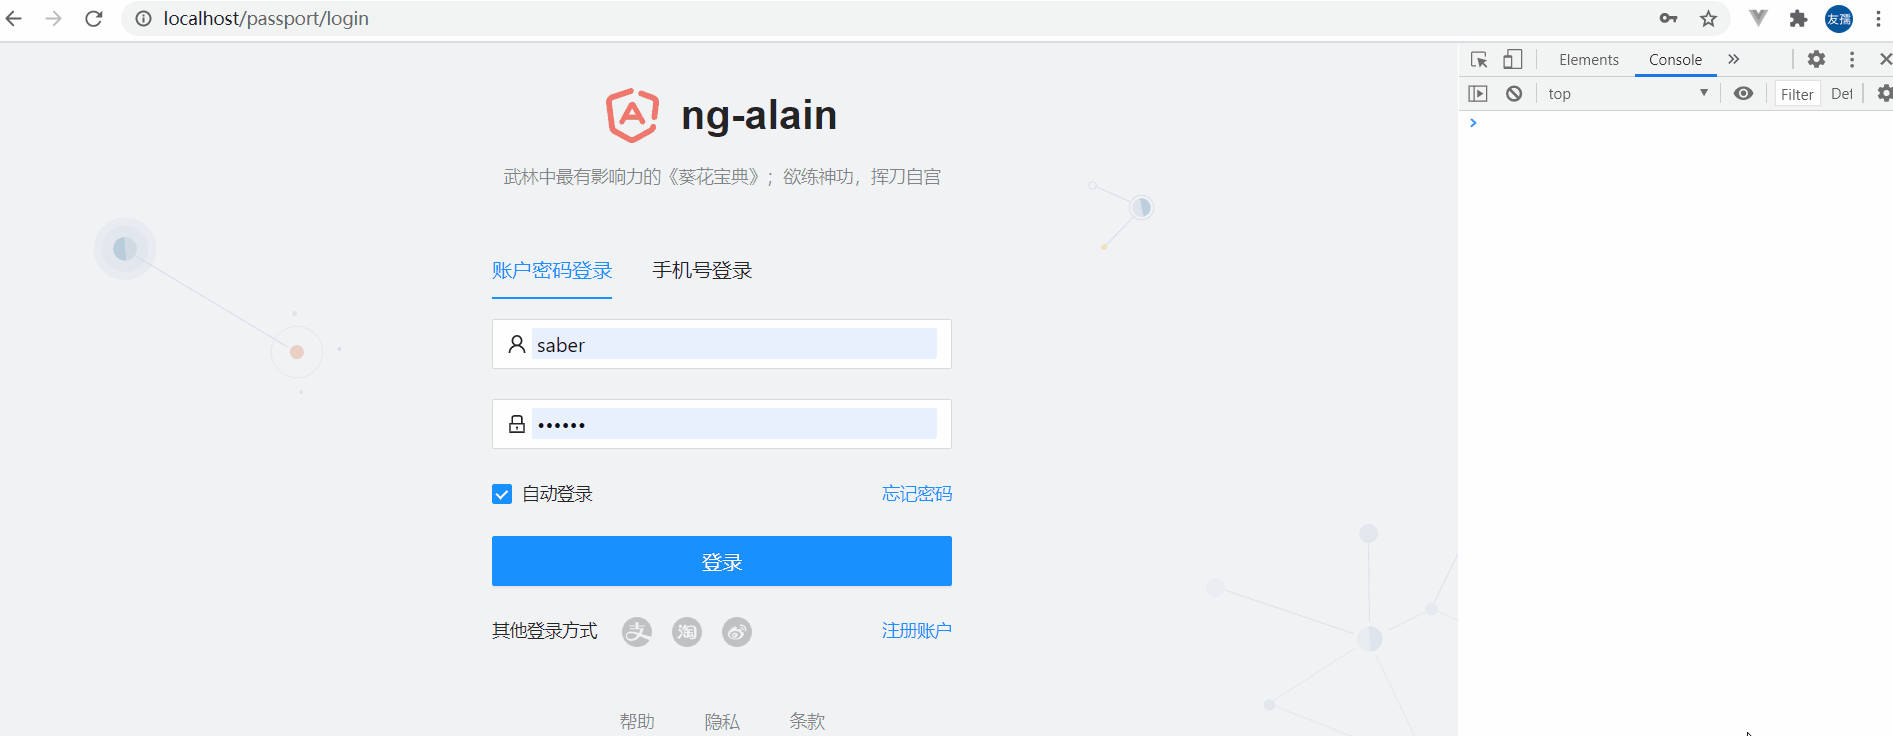 localhost/passport/login
友孺
Elements Console
top Filter Def
ng-alain
武林中最有影响力的《葵花宝典》；欲练神功，挥刀自宫
账户密码登录 手机号登录
saber
••••••
自动登录 忘记密码
登录
其他登录方式 支 淘 注册账户
帮助 隐私 条款